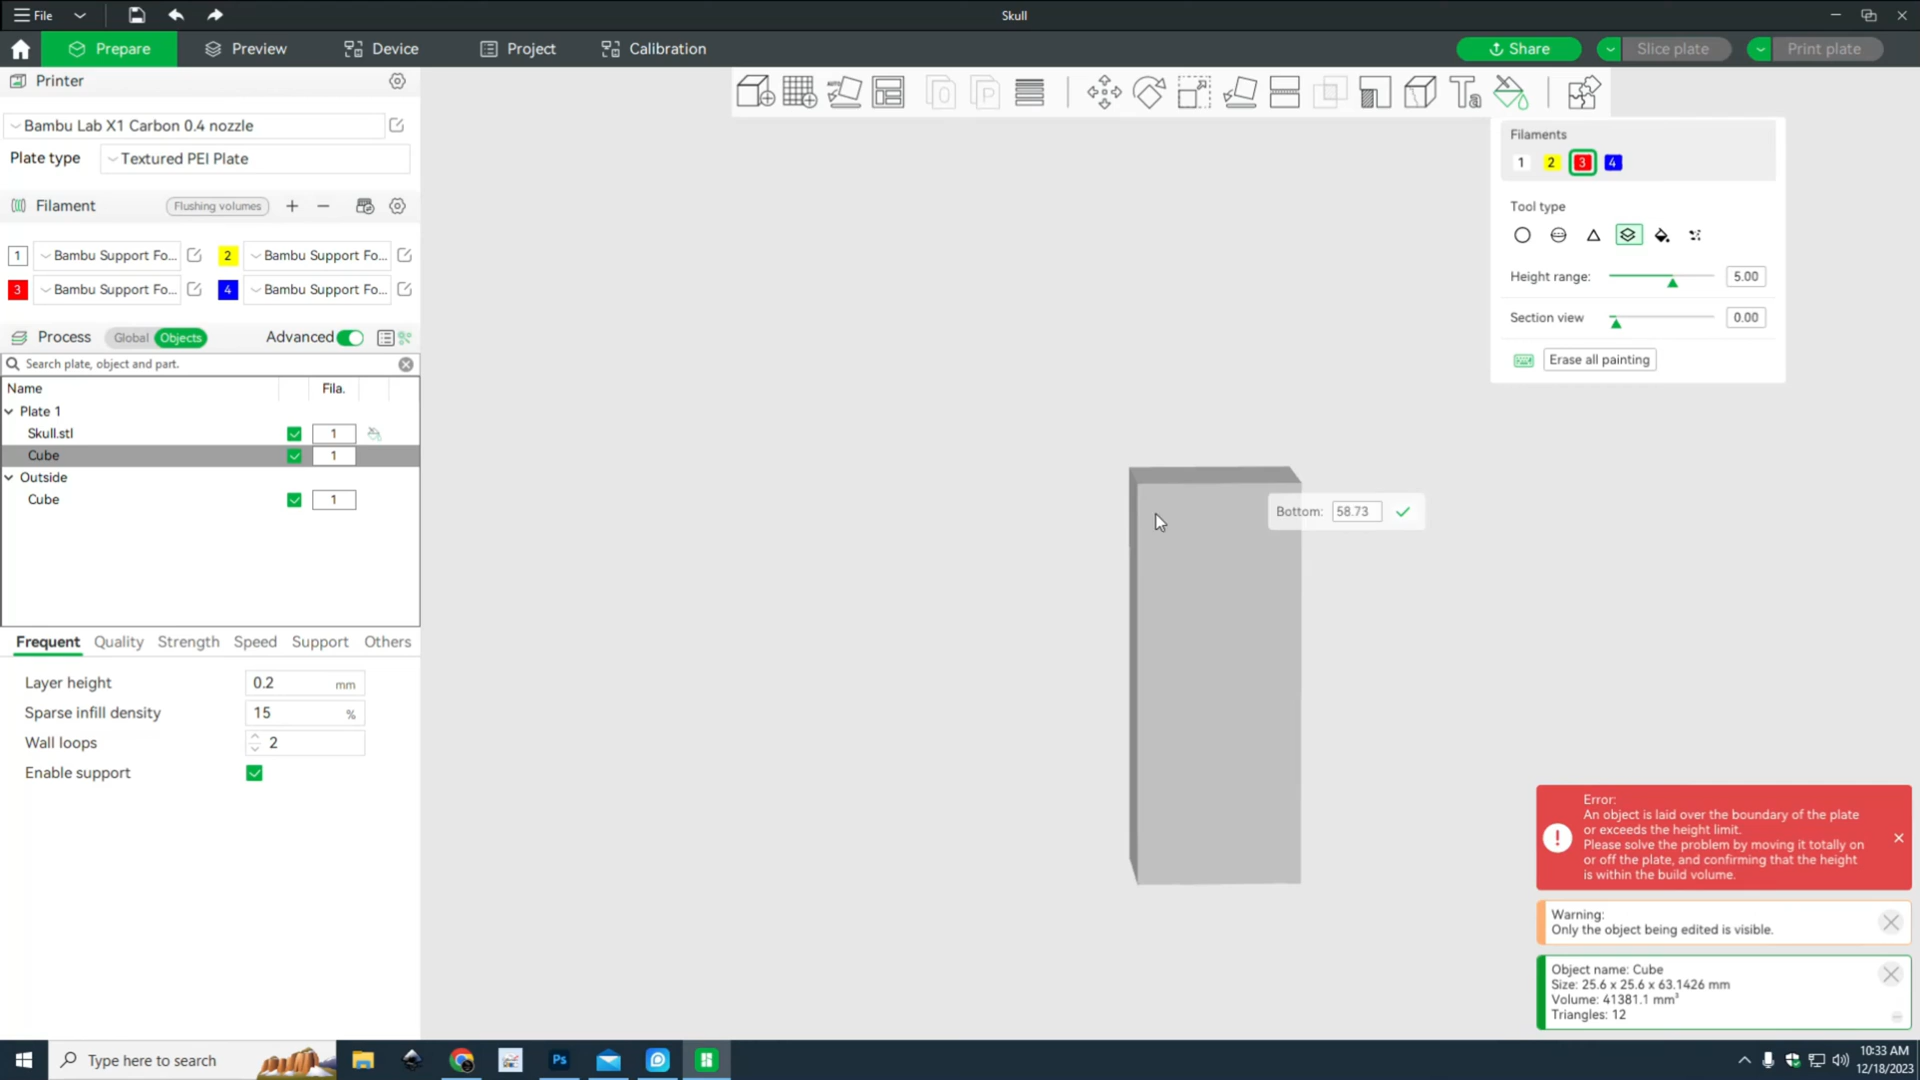 File
Skull
Prepare
Preview
Device
Project
Calibration
Share
Slice plate
Print plate
Printer
Bambu Lab X1 Carbon 0.4 nozzle
Plate type
Textured PEI Plate
Filament
Flushing volumes
1 Bambu Support Fo...
2 Bambu Support Fo...
3 Bambu Support Fo...
4 Bambu Support Fo...
Process
Global
Objects
Advanced
Search plate, object and part.
Name
Fila.
Plate 1
Skull.stl 1
Cube 1
Outside
Cube 1
Frequent Quality Strength Speed Support Others
Layer height 0.2 mm
Sparse infill density 15 %
Wall loops 2
Enable support
Filaments
1 2 3 4
Tool type
Height range: 5.00
Section view 0.00
Erase all painting
Bottom: 58.73
Error:
An object is laid over the boundary of the plate
or exceeds the height limit.
Please solve the problem by moving it totally on
or off the plate, and confirming that the height
is within the build volume.
Warning:
Only the object being edited is visible.
Object name: Cube
Size: 25.6 x 25.6 x 63.1426 mm
Volume: 41381.1 mm³
Triangles: 12
Type here to search
Ps
10:33 AM
12/18/2023